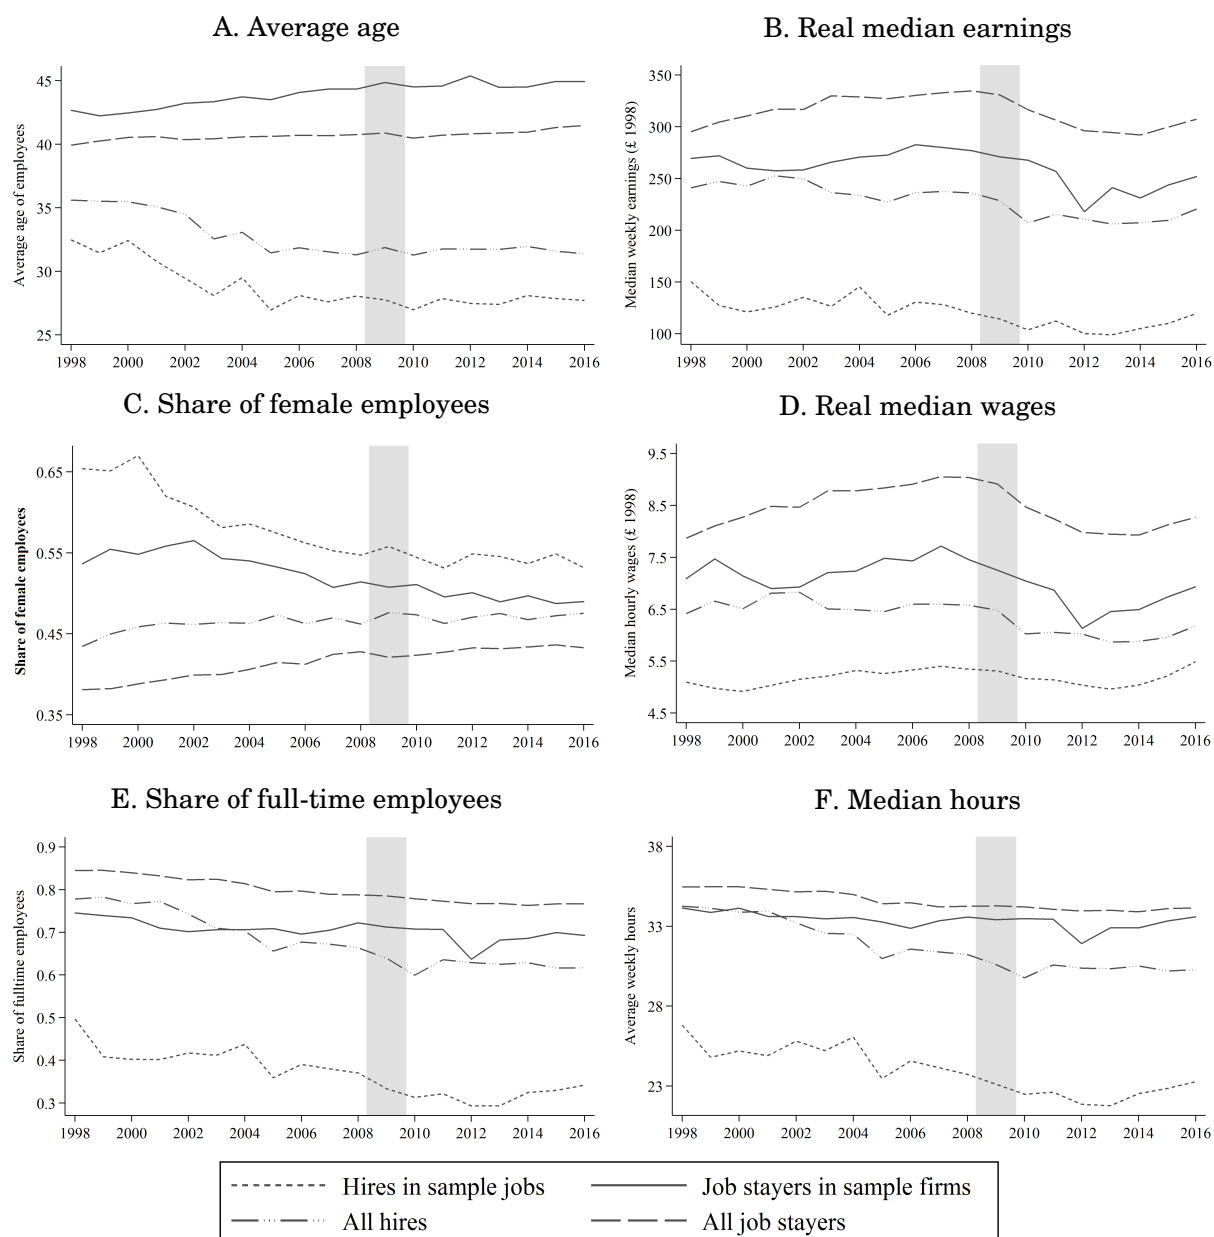 A. Average age
Average age of employees
45
40
35
30
25
1998 2000 2002 2004 2006 2008 2010 2012 2014 2016
B. Real median earnings
Median weekly earnings (£ 1998)
350
300
250
200
150
100
1998 2000 2002 2004 2006 2008 2010 2012 2014 2016
C. Share of female employees
Share of female employees
0.65
0.55
0.45
0.35
1998 2000 2002 2004 2006 2008 2010 2012 2014 2016
D. Real median wages
Median hourly wages (£ 1998)
9.5
8.5
7.5
6.5
5.5
4.5
1998 2000 2002 2004 2006 2008 2010 2012 2014 2016
E. Share of full-time employees
Share of fulltime employees
0.9
0.8
0.7
0.6
0.5
0.4
0.3
1998 2000 2002 2004 2006 2008 2010 2012 2014 2016
F. Median hours
Average weekly hours
38
33
28
23
1998 2000 2002 2004 2006 2008 2010 2012 2014 2016
Hires in sample jobs
Job stayers in sample firms
All hires
All job stayers